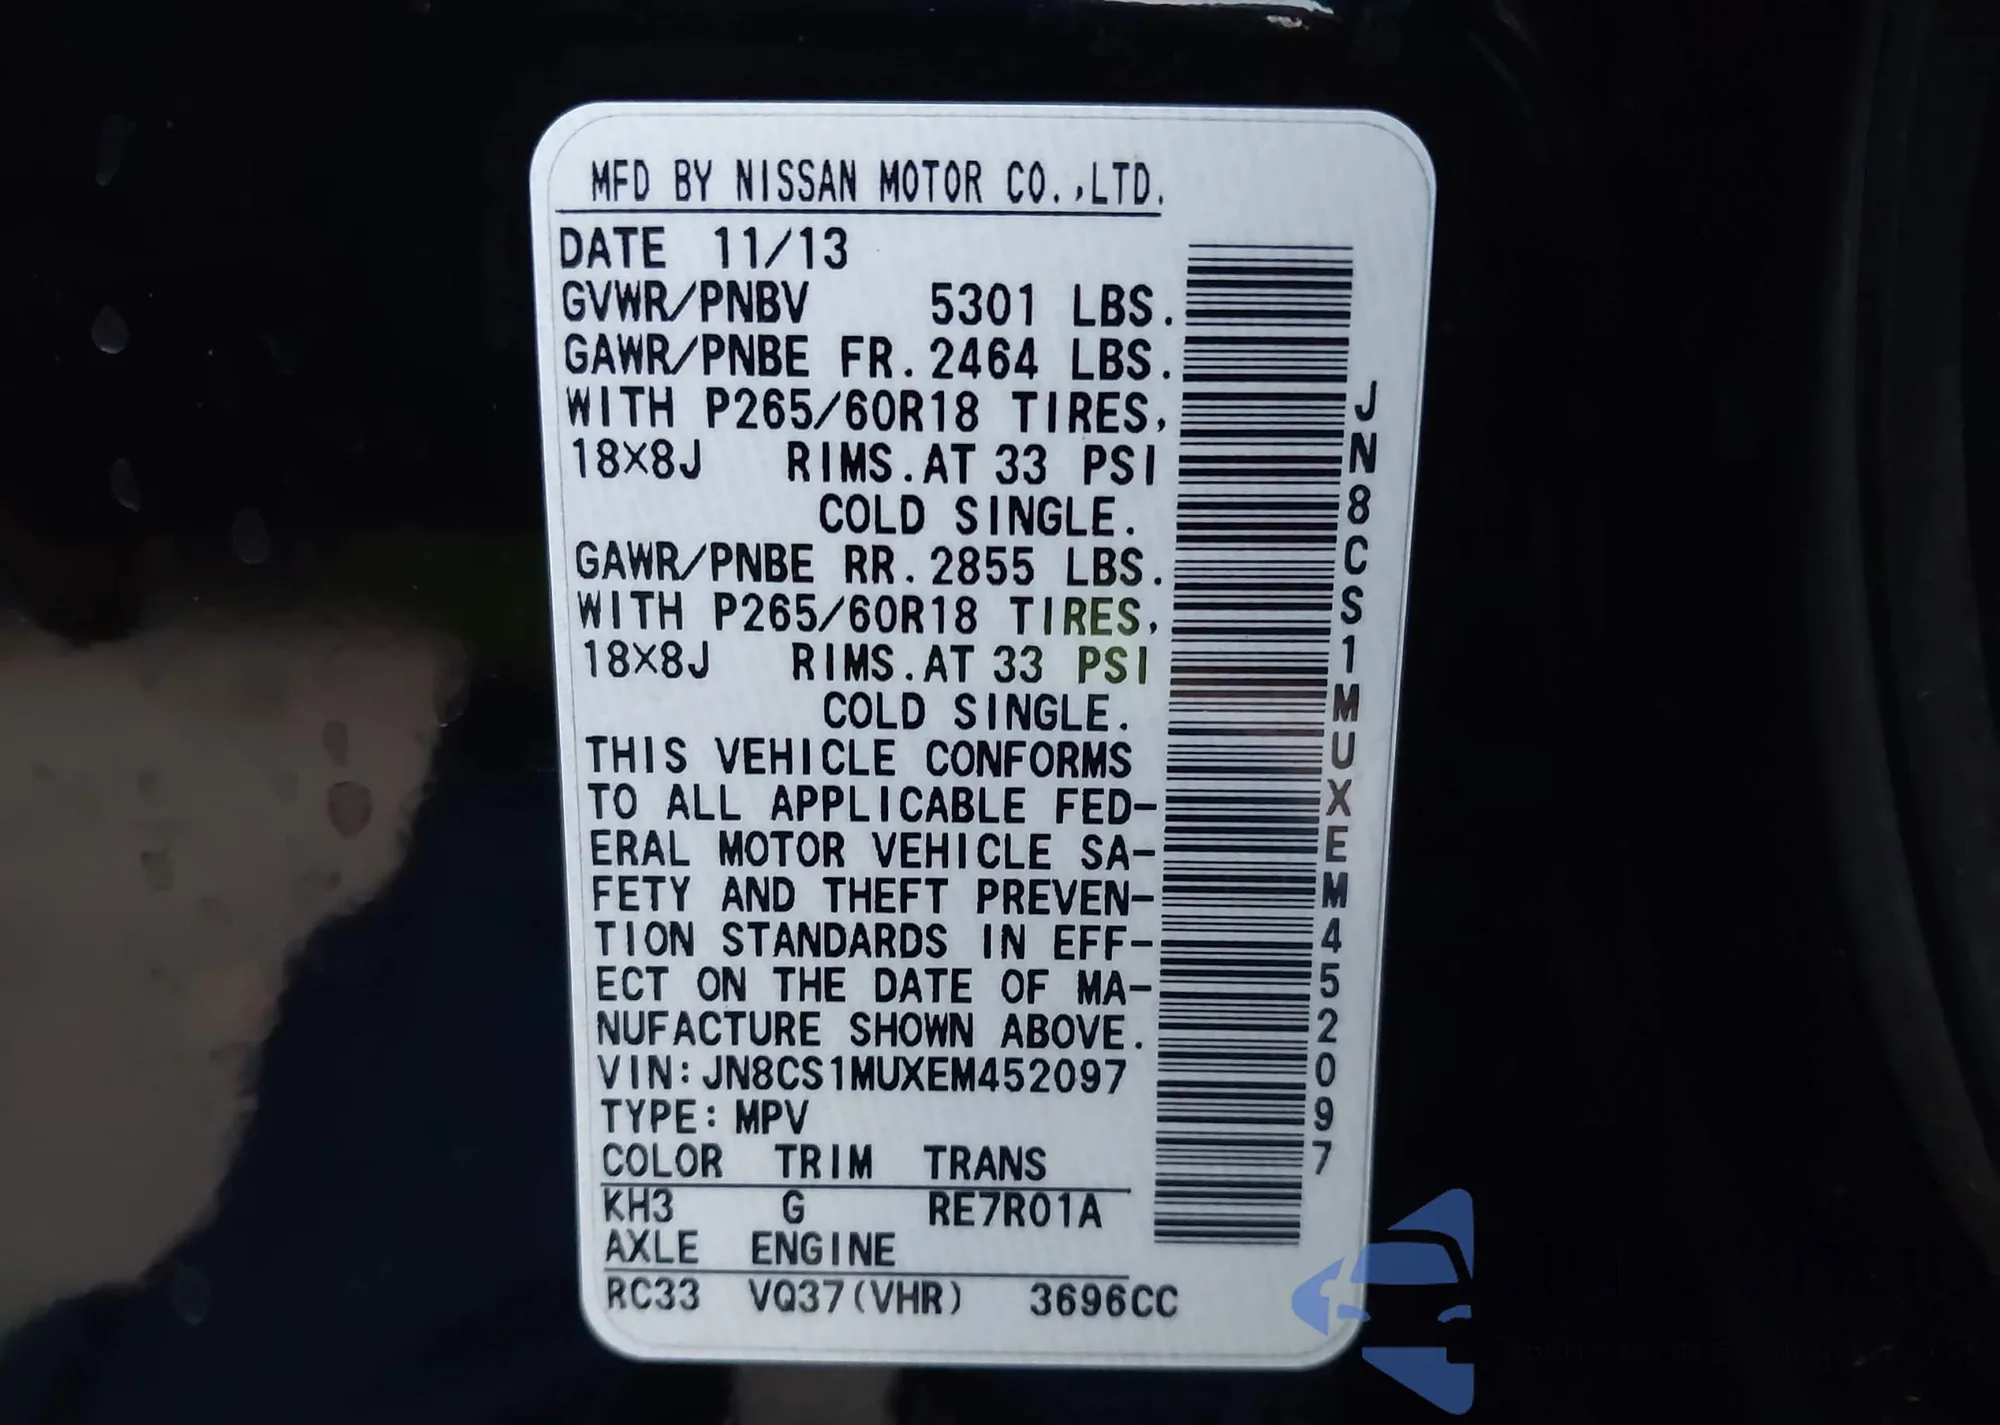 MFD BY NISSAN MOTOR CO.,LTD.
DATE 11/13
GVWR/PNBV 5301 LBS.
GAWR/PNBE FR.2464 LBS.
WITH P265/60R18 TIRES,
18×8J RIMS.AT 33 PSI
COLD SINGLE.
GAWR/PNBE RR.2855 LBS.
WITH P265/60R18 TIRES,
18×8J RIMS.AT 33 PSI
COLD SINGLE.
THIS VEHICLE CONFORMS
TO ALL APPLICABLE FED-
ERAL MOTOR VEHICLE SA-
FETY AND THEFT PREVEN-
TION STANDARDS IN EFF-
ECT ON THE DATE OF MA-
NUFACTURE SHOWN ABOVE.
VIN:JN8CS1MUXEM452097
TYPE:MPV
COLOR TRIM TRANS
KH3 G RE7R01A
AXLE ENGINE
RC33 VQ37(VHR) 3696CC
JN8CS1MUXEM452097